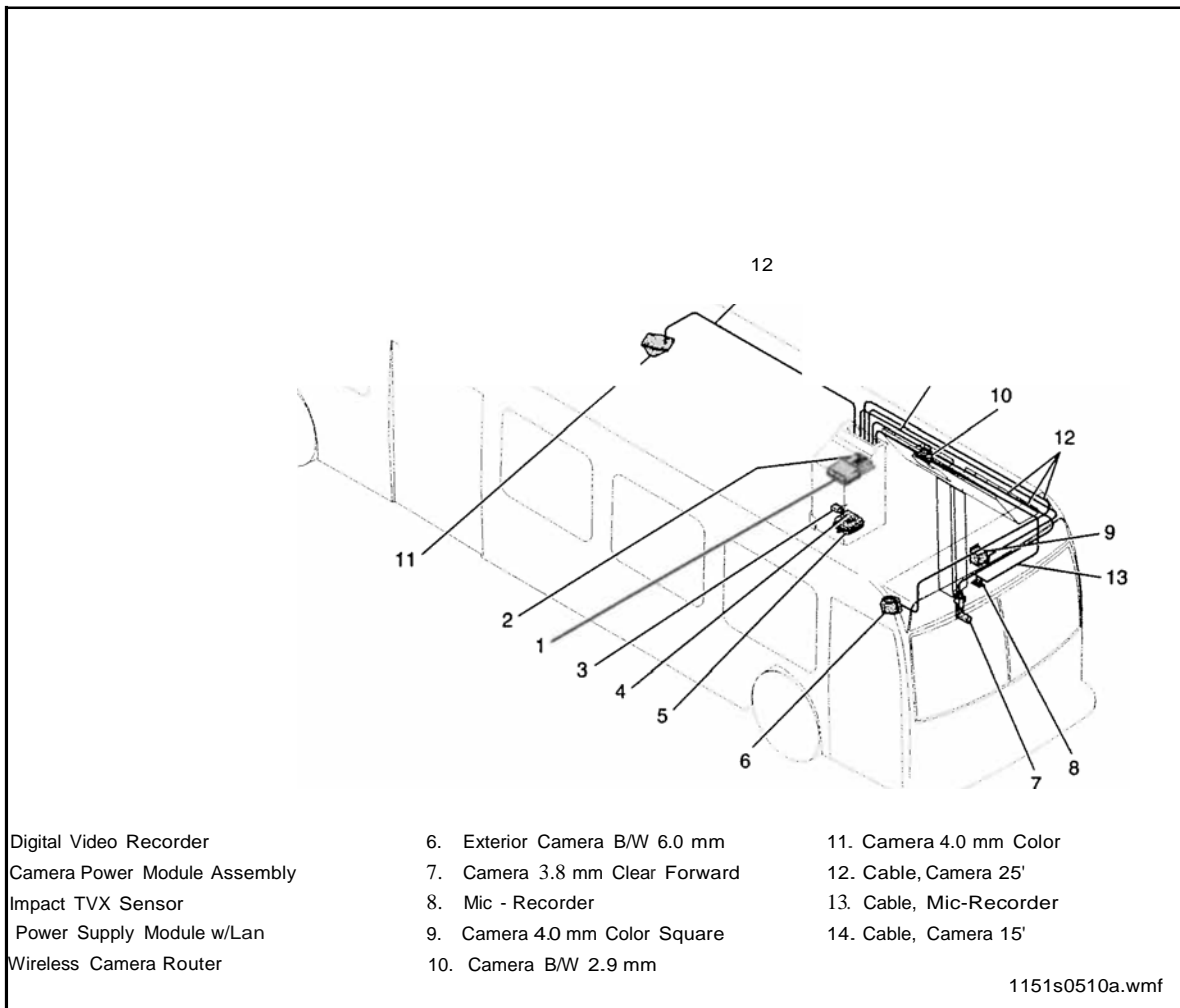 12
10
12
11
9
13
2
1
3
4
5
6
7
8
Digital Video Recorder
Camera Power Module Assembly
Impact TVX Sensor
Power Supply Module w/Lan
Wireless Camera Router
6. Exterior Camera B/W 6.0 mm
7. Camera 3.8 mm Clear Forward
8. Mic - Recorder
9. Camera 4.0 mm Color Square
10. Camera B/W 2.9 mm
11. Camera 4.0 mm Color
12. Cable, Camera 25'
13. Cable, Mic-Recorder
14. Cable, Camera 15'
1151s0510a.wmf